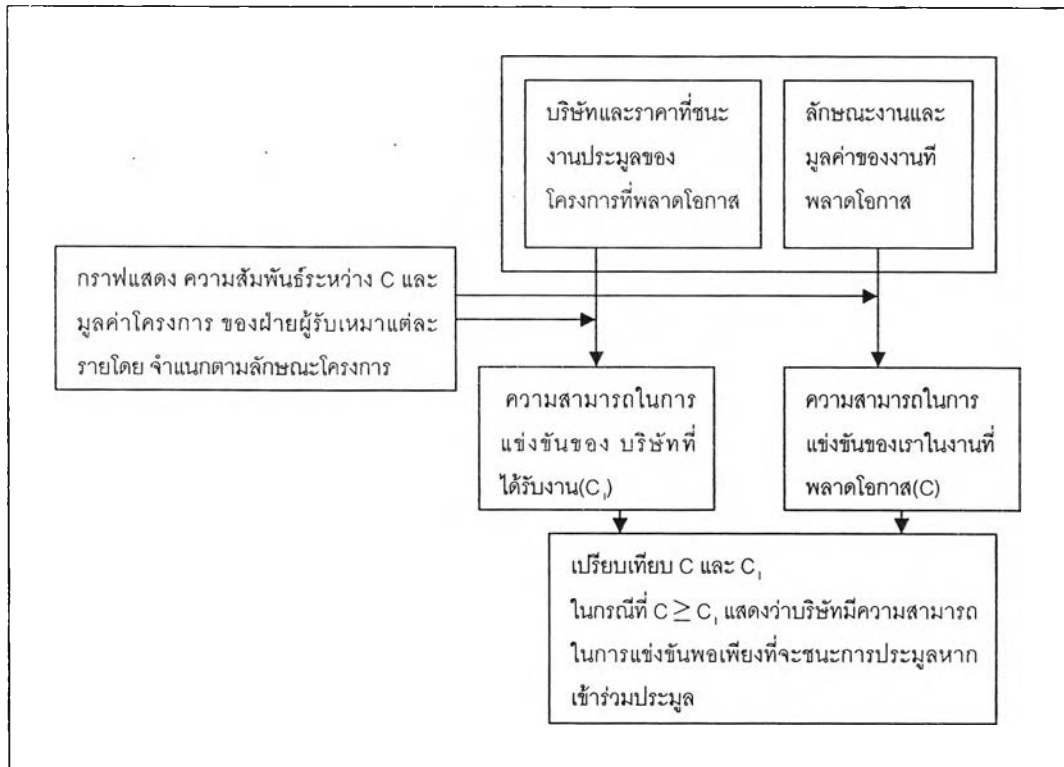 บริษัทและราคาที่ชนะ
งานประมูลของ
โครงการที่พลาดโอกาส
ลักษณะงานและ
มูลค่าของงานที่
พลาดโอกาส
กราฟแสดง ความสัมพันธ์ระหว่าง C และ
มูลค่าโครงการ ของฝ่ายผู้รับเหมาแต่ละ
รายโดย จำแนกตามลักษณะโครงการ
ความสามารถในการ
แข่งขันของ บริษัทที่
ได้รับงาน(C₁)
ความสามารถในการ
แข่งขันของเราในงานที่
พลาดโอกาส(C)
เปรียบเทียบ C และ C₁
ในกรณีที่ C ≥ C₁ แสดงว่าบริษัทมีความสามารถ
ในการแข่งขันพอเพียงที่จะชนะการประมูลหาก
เข้าร่วมประมูล